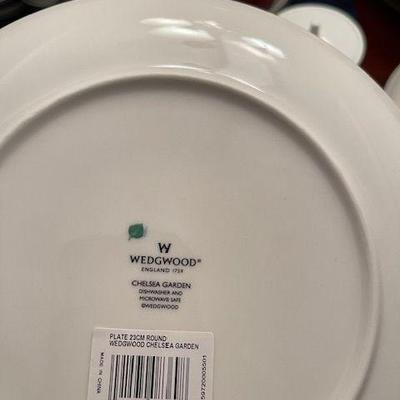 W
WEDGWOOD®
ENGLAND 1759
CHELSEA GARDEN
DISHWASHER AND
MICROWAVE SAFE
©WEDGWOOD
PLATE 23CM ROUND
WEDGWOOD CHELSEA GARDEN
MADE IN CHINA